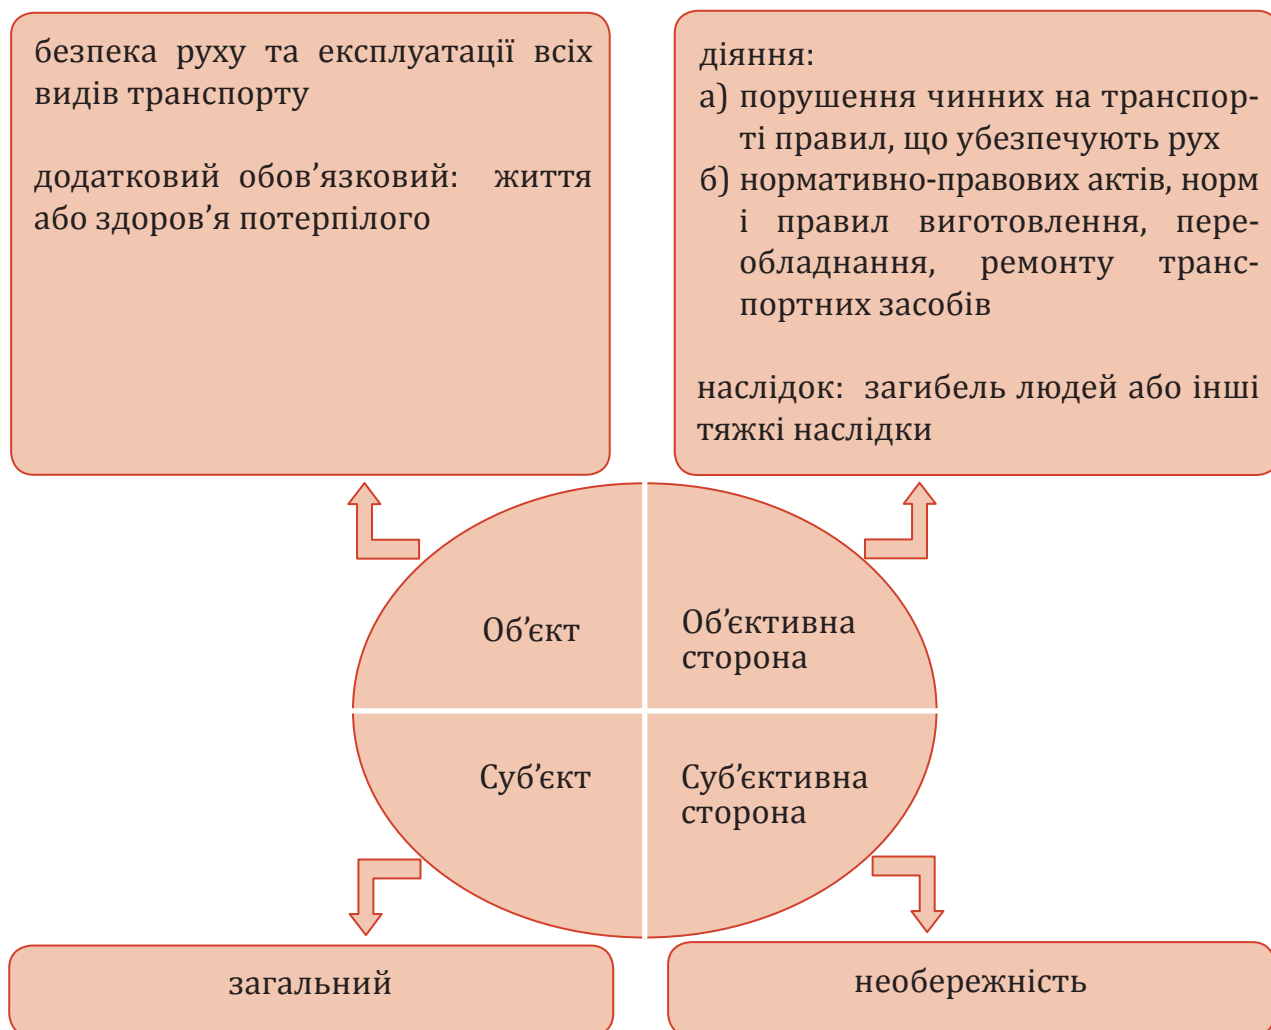 безпека руху та експлуатації всіх
видів транспорту
додатковий обов’язковий: життя
або здоров’я потерпілого
діяння:
а) порушення чинних на транспор-
ті правил, що убезпечують рух
б) нормативно-правових актів, норм
і правил виготовлення, пере-
обладнання, ремонту транс-
портних засобів
наслідок: загибель людей або інші
тяжкі наслідки
Об’єкт
Об’єктивна
сторона
Суб’єкт
Суб’єктивна
сторона
загальний
необережність